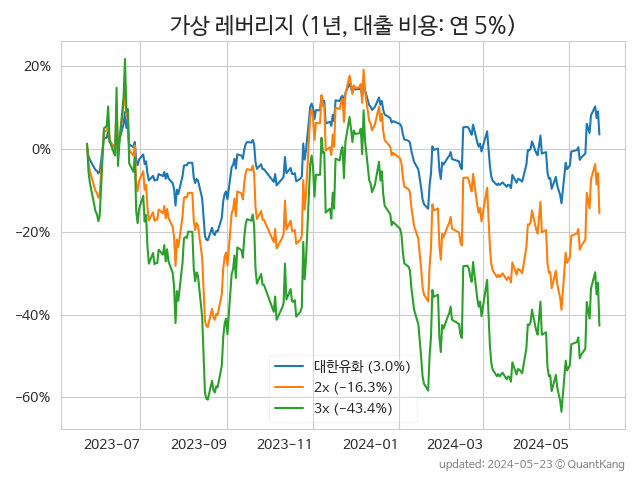 가상 레버리지 (1년, 대출 비용: 연 5%)
20%
0%
−20%
−40%
−60%
대한유화 (3.0%)
2x (−16.3%)
3x (−43.4%)
2023-07
2023-09
2023-11
2024-01
2024-03
2024-05
updated: 2024-05-23 ⓒ QuantKang